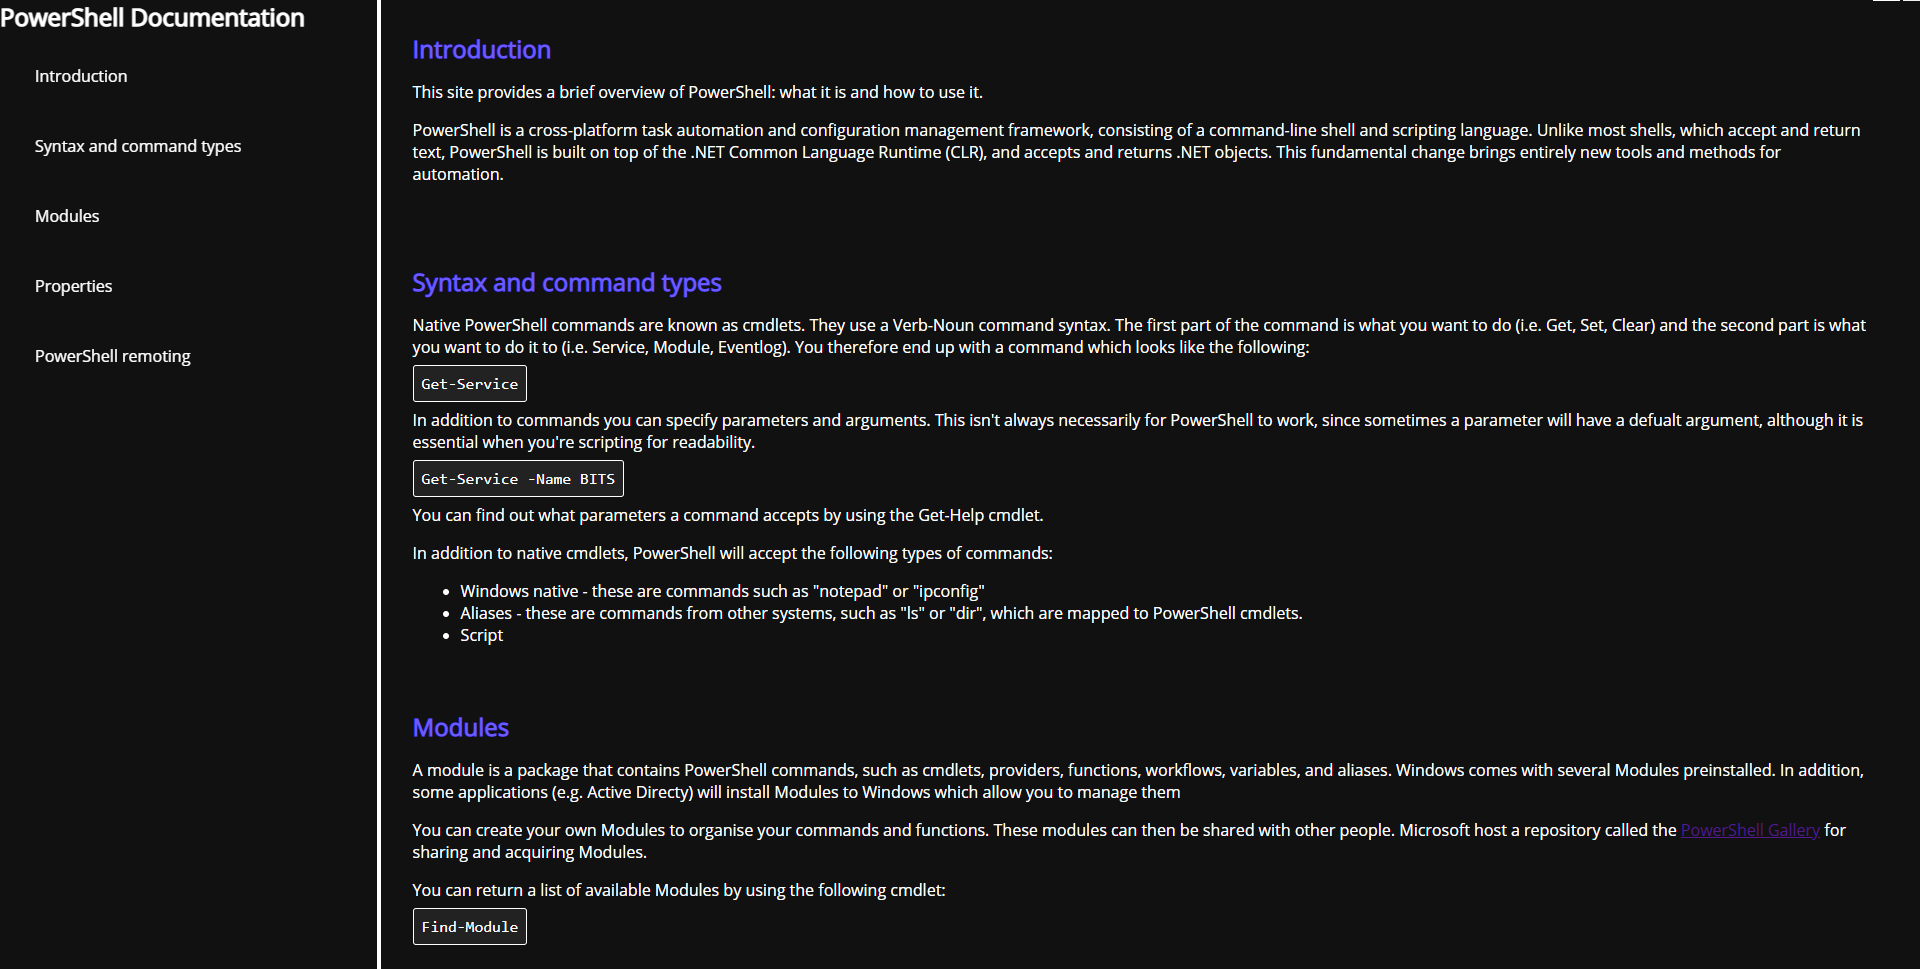 PowerShell Documentation
Introduction
Syntax and command types
Modules
Properties
PowerShell remoting
Introduction
This site provides a brief overview of PowerShell: what it is and how to use it.
PowerShell is a cross-platform task automation and configuration management framework, consisting of a command-line shell and scripting language. Unlike most shells, which accept and return
text, PowerShell is built on top of the .NET Common Language Runtime (CLR), and accepts and returns .NET objects. This fundamental change brings entirely new tools and methods for
automation.
Syntax and command types
Native PowerShell commands are known as cmdlets. They use a Verb-Noun command syntax. The first part of the command is what you want to do (i.e. Get, Set, Clear) and the second part is what
you want to do it to (i.e. Service, Module, Eventlog). You therefore end up with a command which looks like the following:
Get-Service
In addition to commands you can specify parameters and arguments. This isn't always necessarily for PowerShell to work, since sometimes a parameter will have a defualt argument, although it is
essential when you're scripting for readability.
Get-Service -Name BITS
You can find out what parameters a command accepts by using the Get-Help cmdlet.
In addition to native cmdlets, PowerShell will accept the following types of commands:
• Windows native - these are commands such as "notepad" or "ipconfig"
• Aliases - these are commands from other systems, such as "ls" or "dir", which are mapped to PowerShell cmdlets.
• Script
Modules
A module is a package that contains PowerShell commands, such as cmdlets, providers, functions, workflows, variables, and aliases. Windows comes with several Modules preinstalled. In addition,
some applications (e.g. Active Directy) will install Modules to Windows which allow you to manage them
You can create your own Modules to organise your commands and functions. These modules can then be shared with other people. Microsoft host a repository called the PowerShell Gallery for
sharing and acquiring Modules.
You can return a list of available Modules by using the following cmdlet:
Find-Module